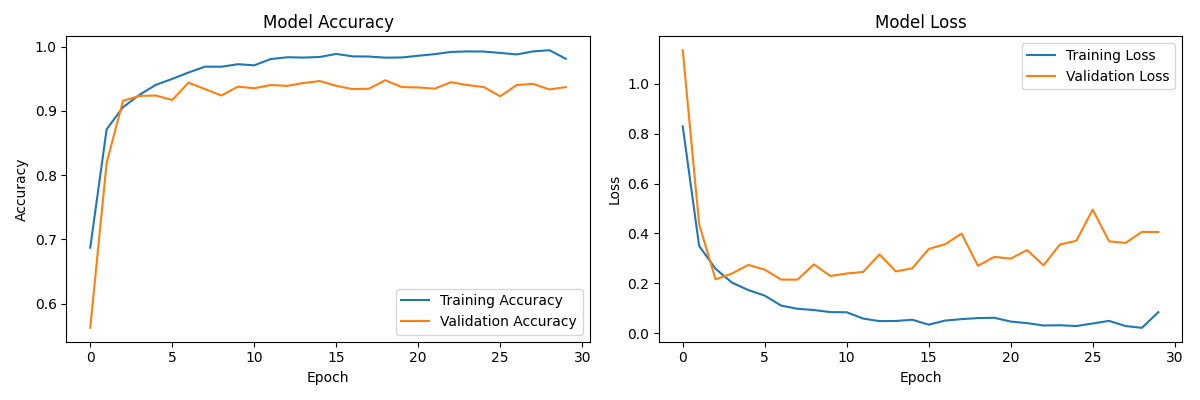 Model Accuracy
1.0
0.9
0.8
0.7
0.6
Accuracy
0 5 10 15 20 25 30
Epoch
Training Accuracy
Validation Accuracy
Model Loss
1.0
0.8
0.6
0.4
0.2
0.0
Loss
0 5 10 15 20 25 30
Epoch
Training Loss
Validation Loss